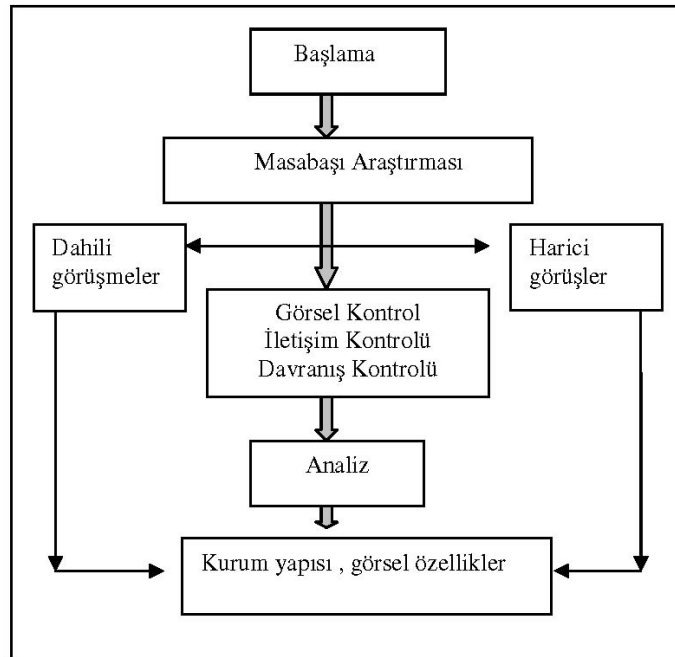 Başlama
Masabaşı Araştırması
Dahili
görüşmeler
Harici
görüşler
Görsel Kontrol
İletişim Kontrolü
Davranış Kontrolü
Analiz
Kurum yapısı , görsel özellikler